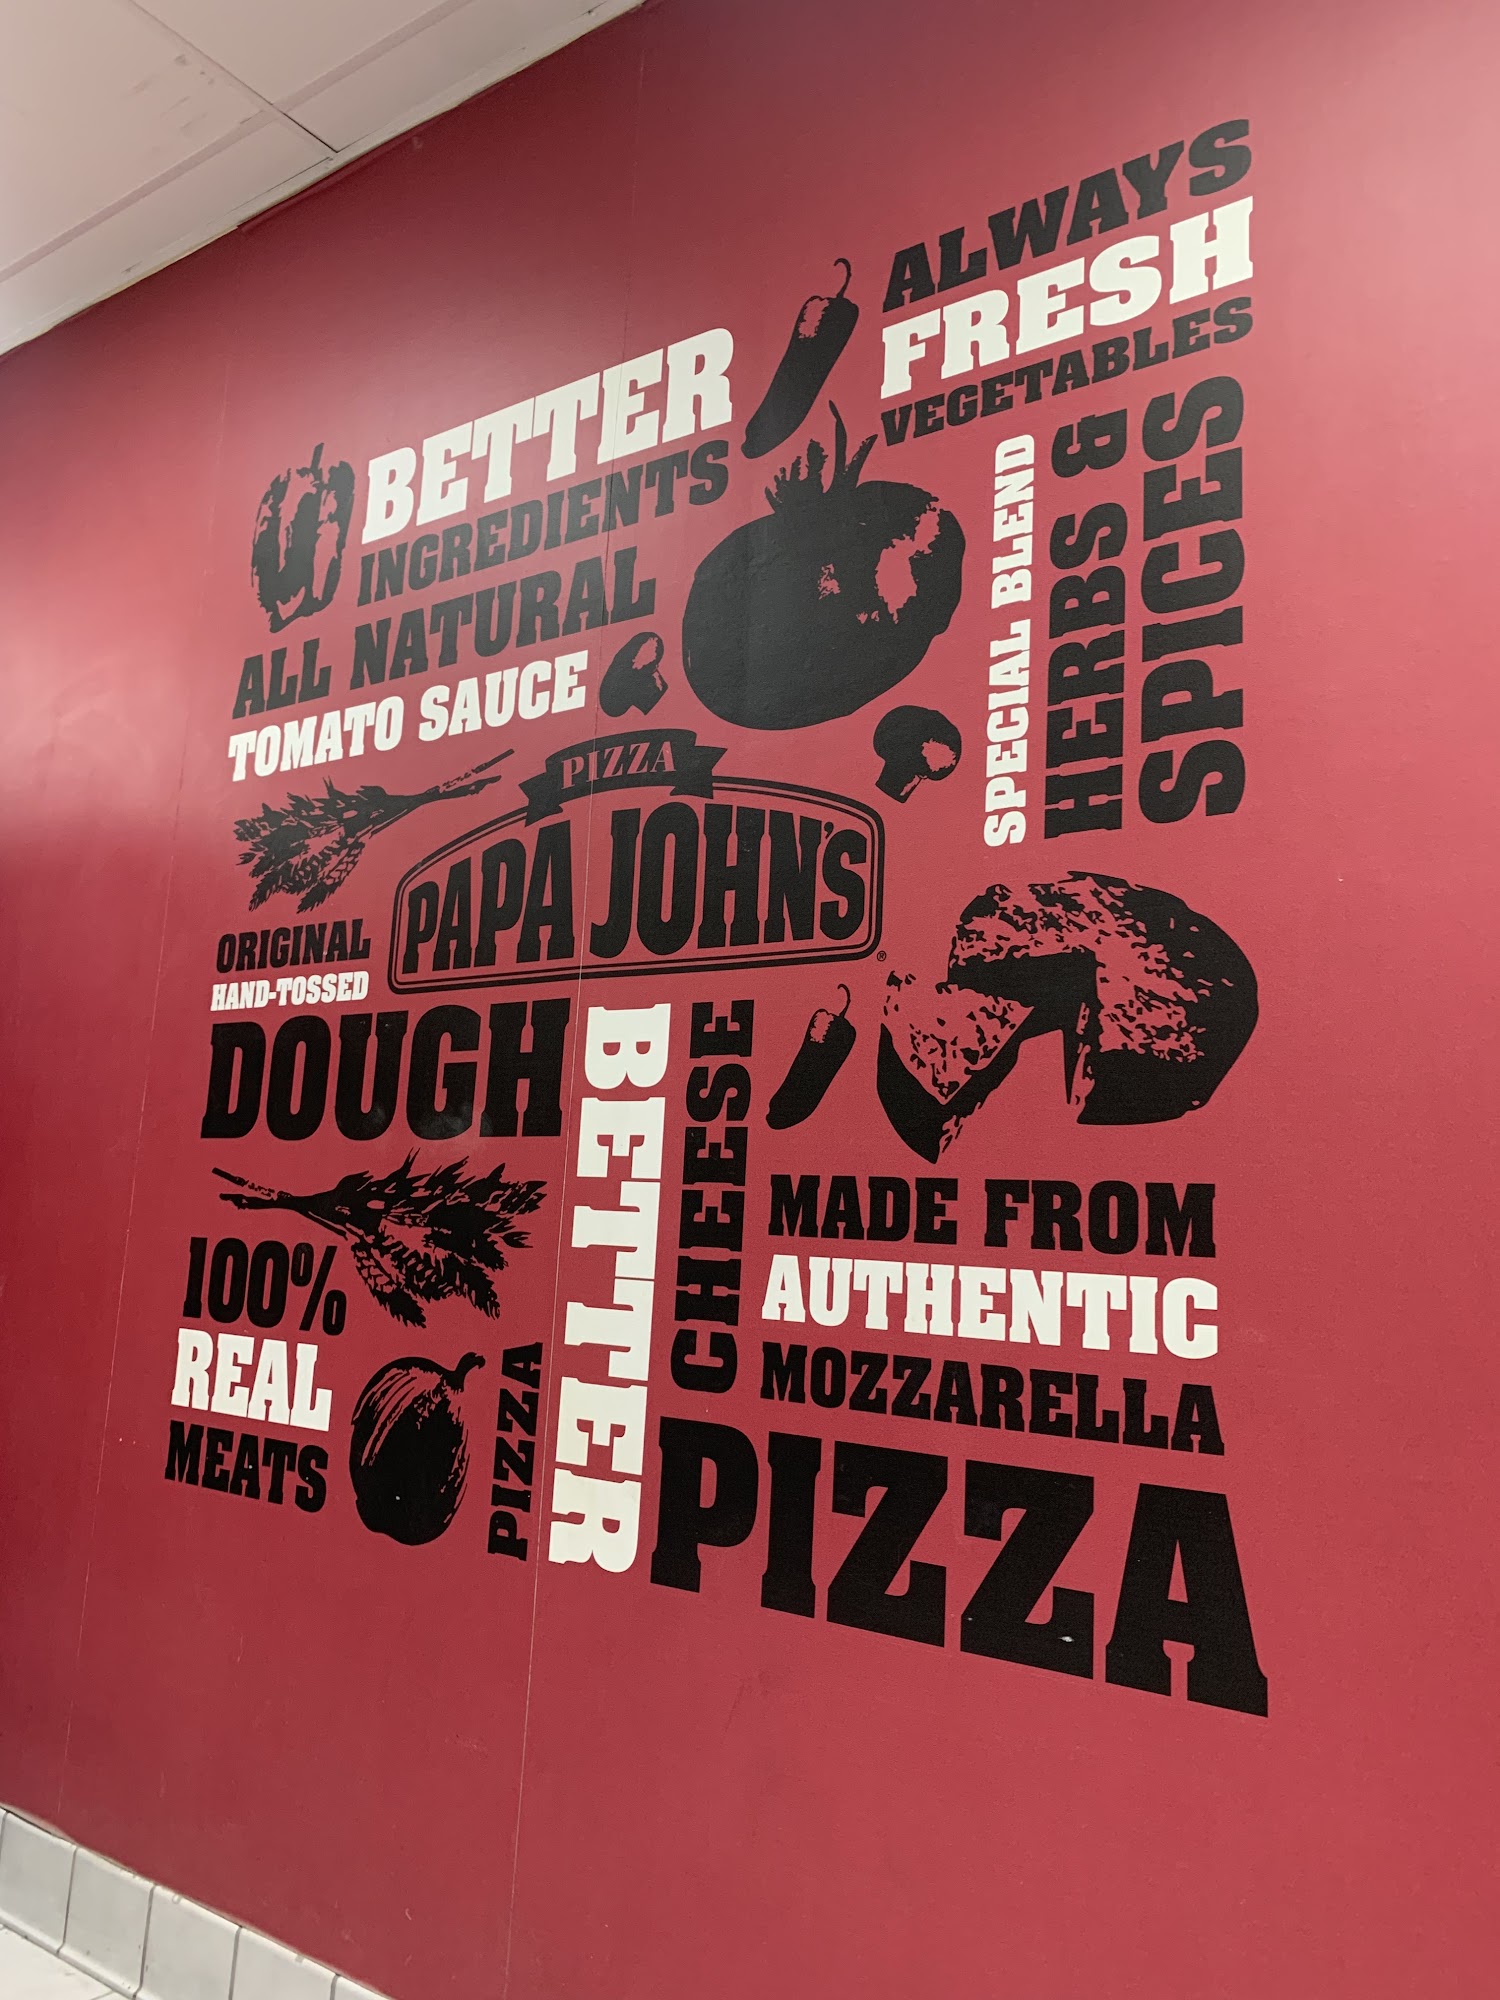 ALWAYS
FRESH
VEGETABLES
BETTER
INGREDIENTS
ALL NATURAL
TOMATO SAUCE
SPECIAL BLEND
HERBS &
SPICES
PIZZA
PAPA JOHN'S
®
ORIGINAL
HAND-TOSSED
DOUGH
BETTER
CHEESE
MADE FROM
AUTHENTIC
MOZZARELLA
100%
REAL
MEATS
PIZZA
PIZZA